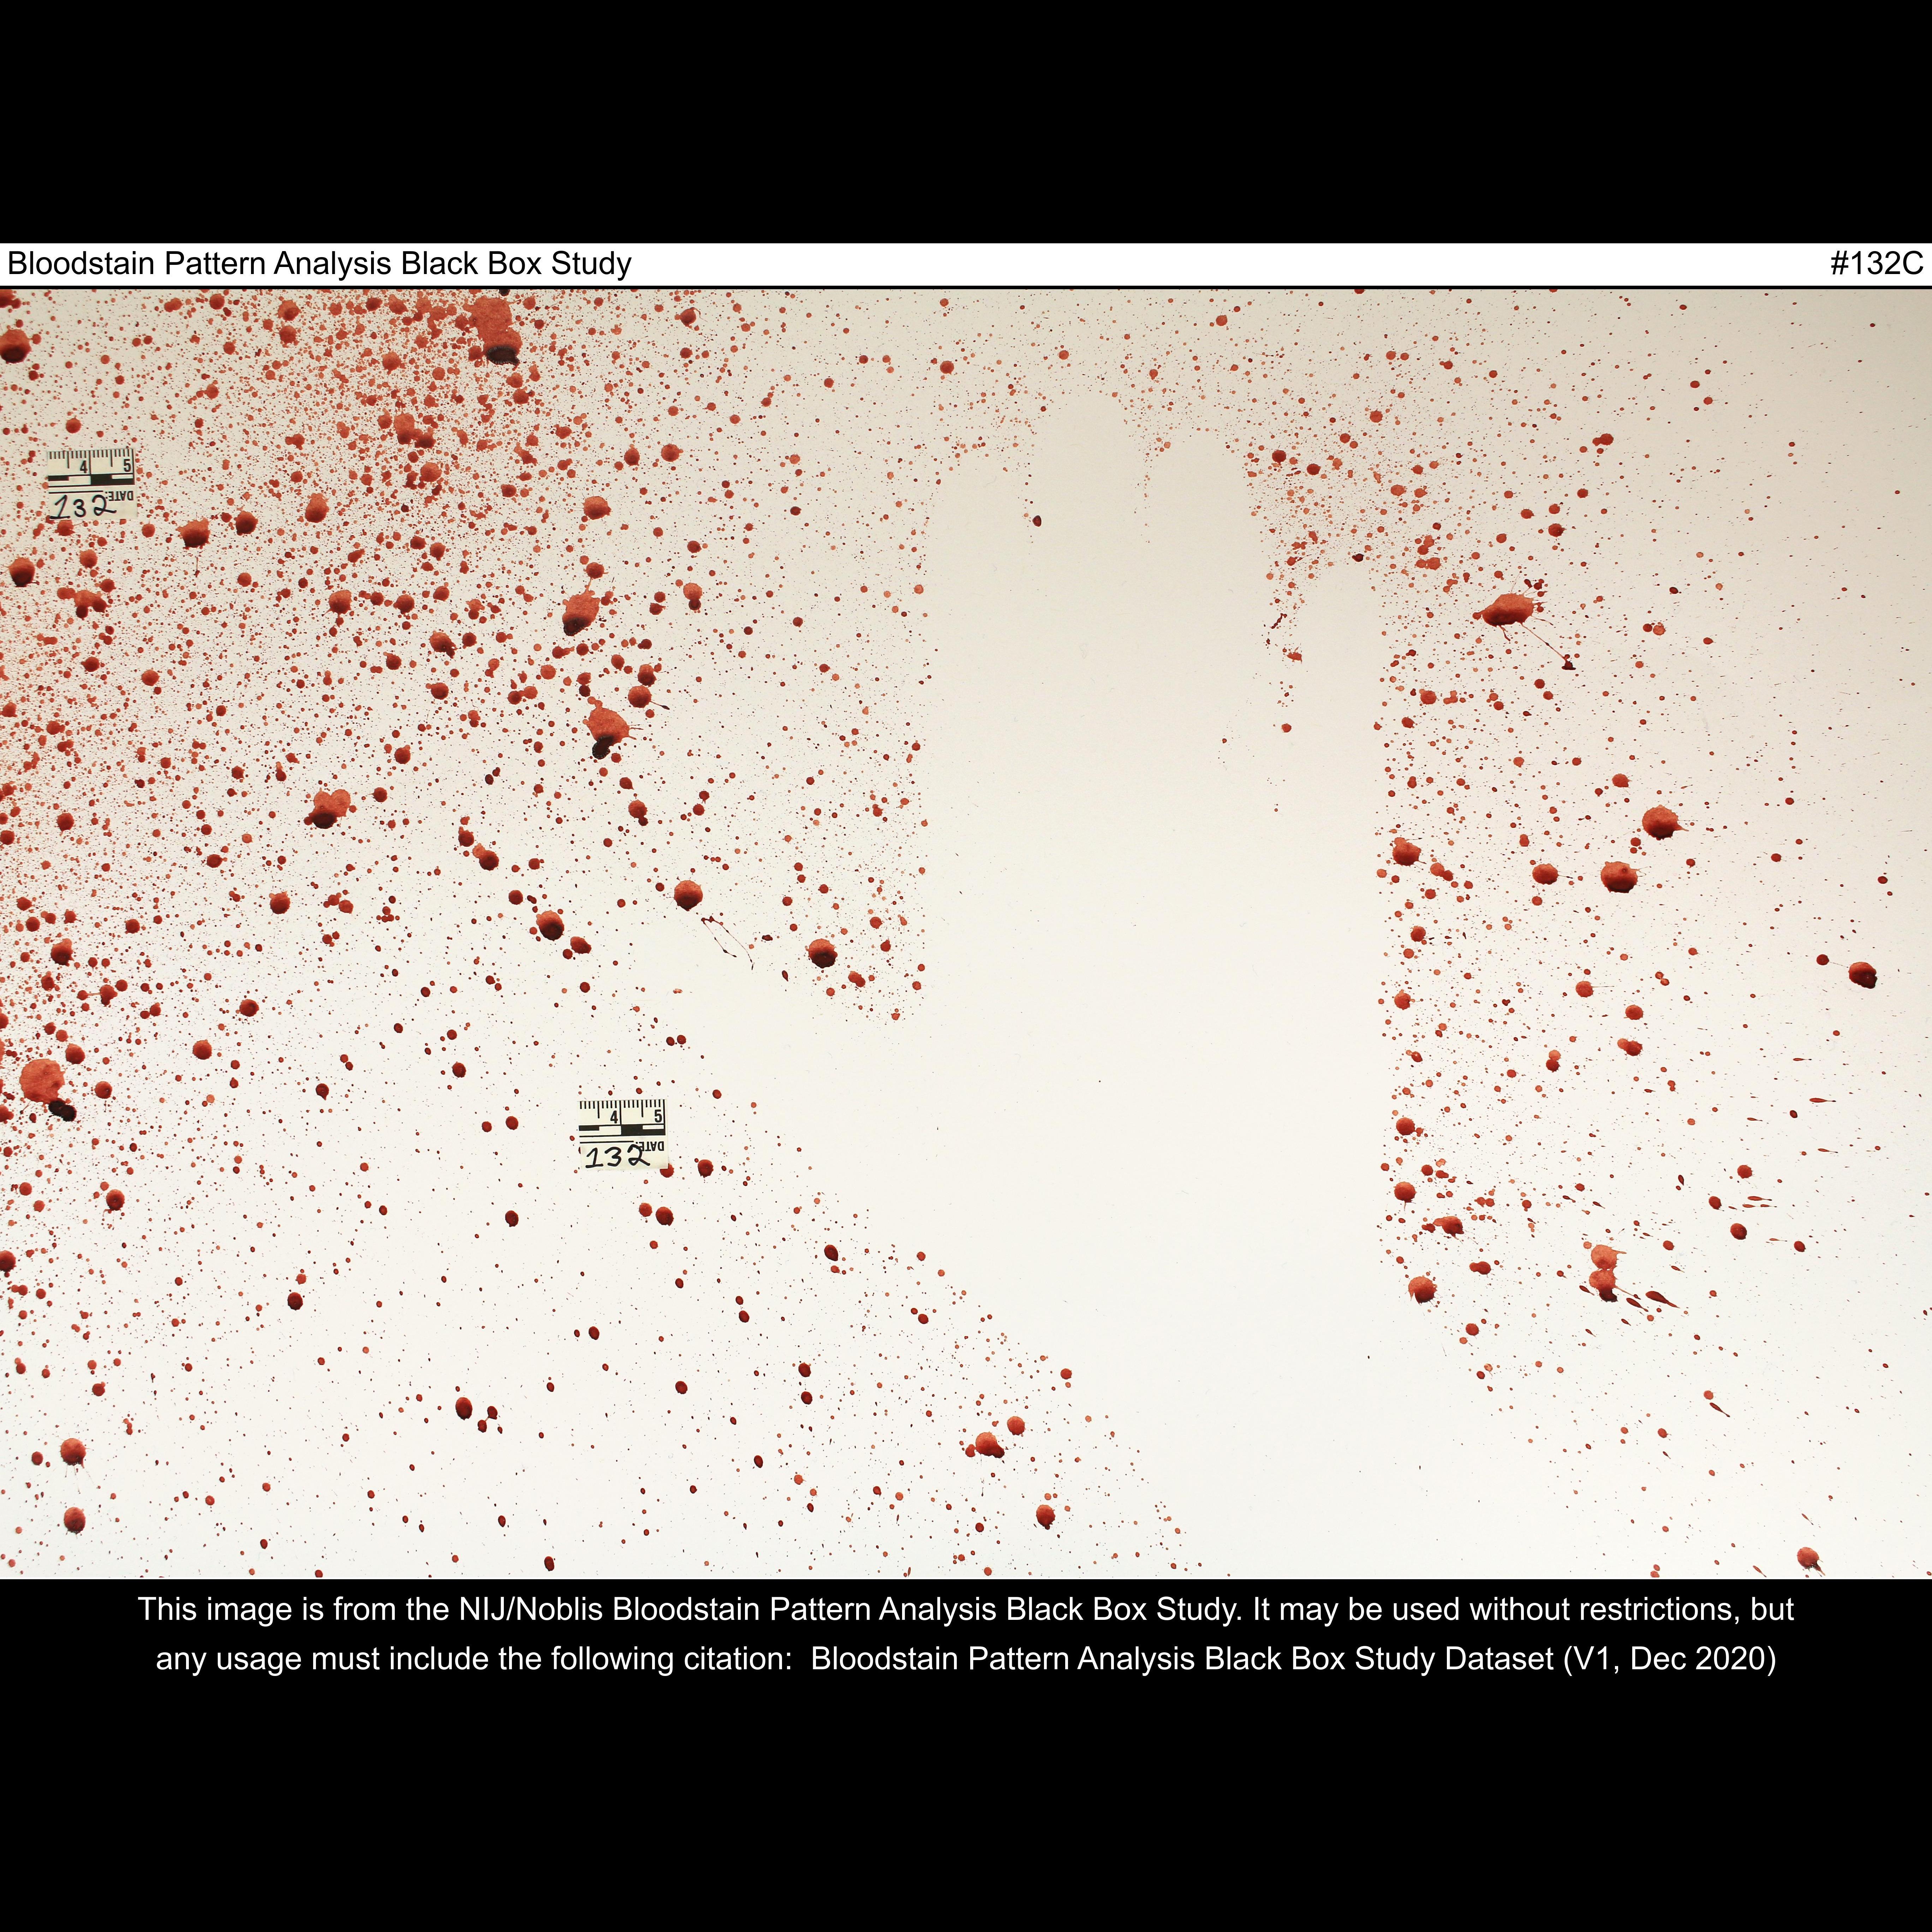 Bloodstain Pattern Analysis Black Box Study #132C
4 5
DATE:
132
4 5
DATE:
132
This image is from the NIJ/Noblis Bloodstain Pattern Analysis Black Box Study. It may be used without restrictions, but
any usage must include the following citation:  Bloodstain Pattern Analysis Black Box Study Dataset (V1, Dec 2020)